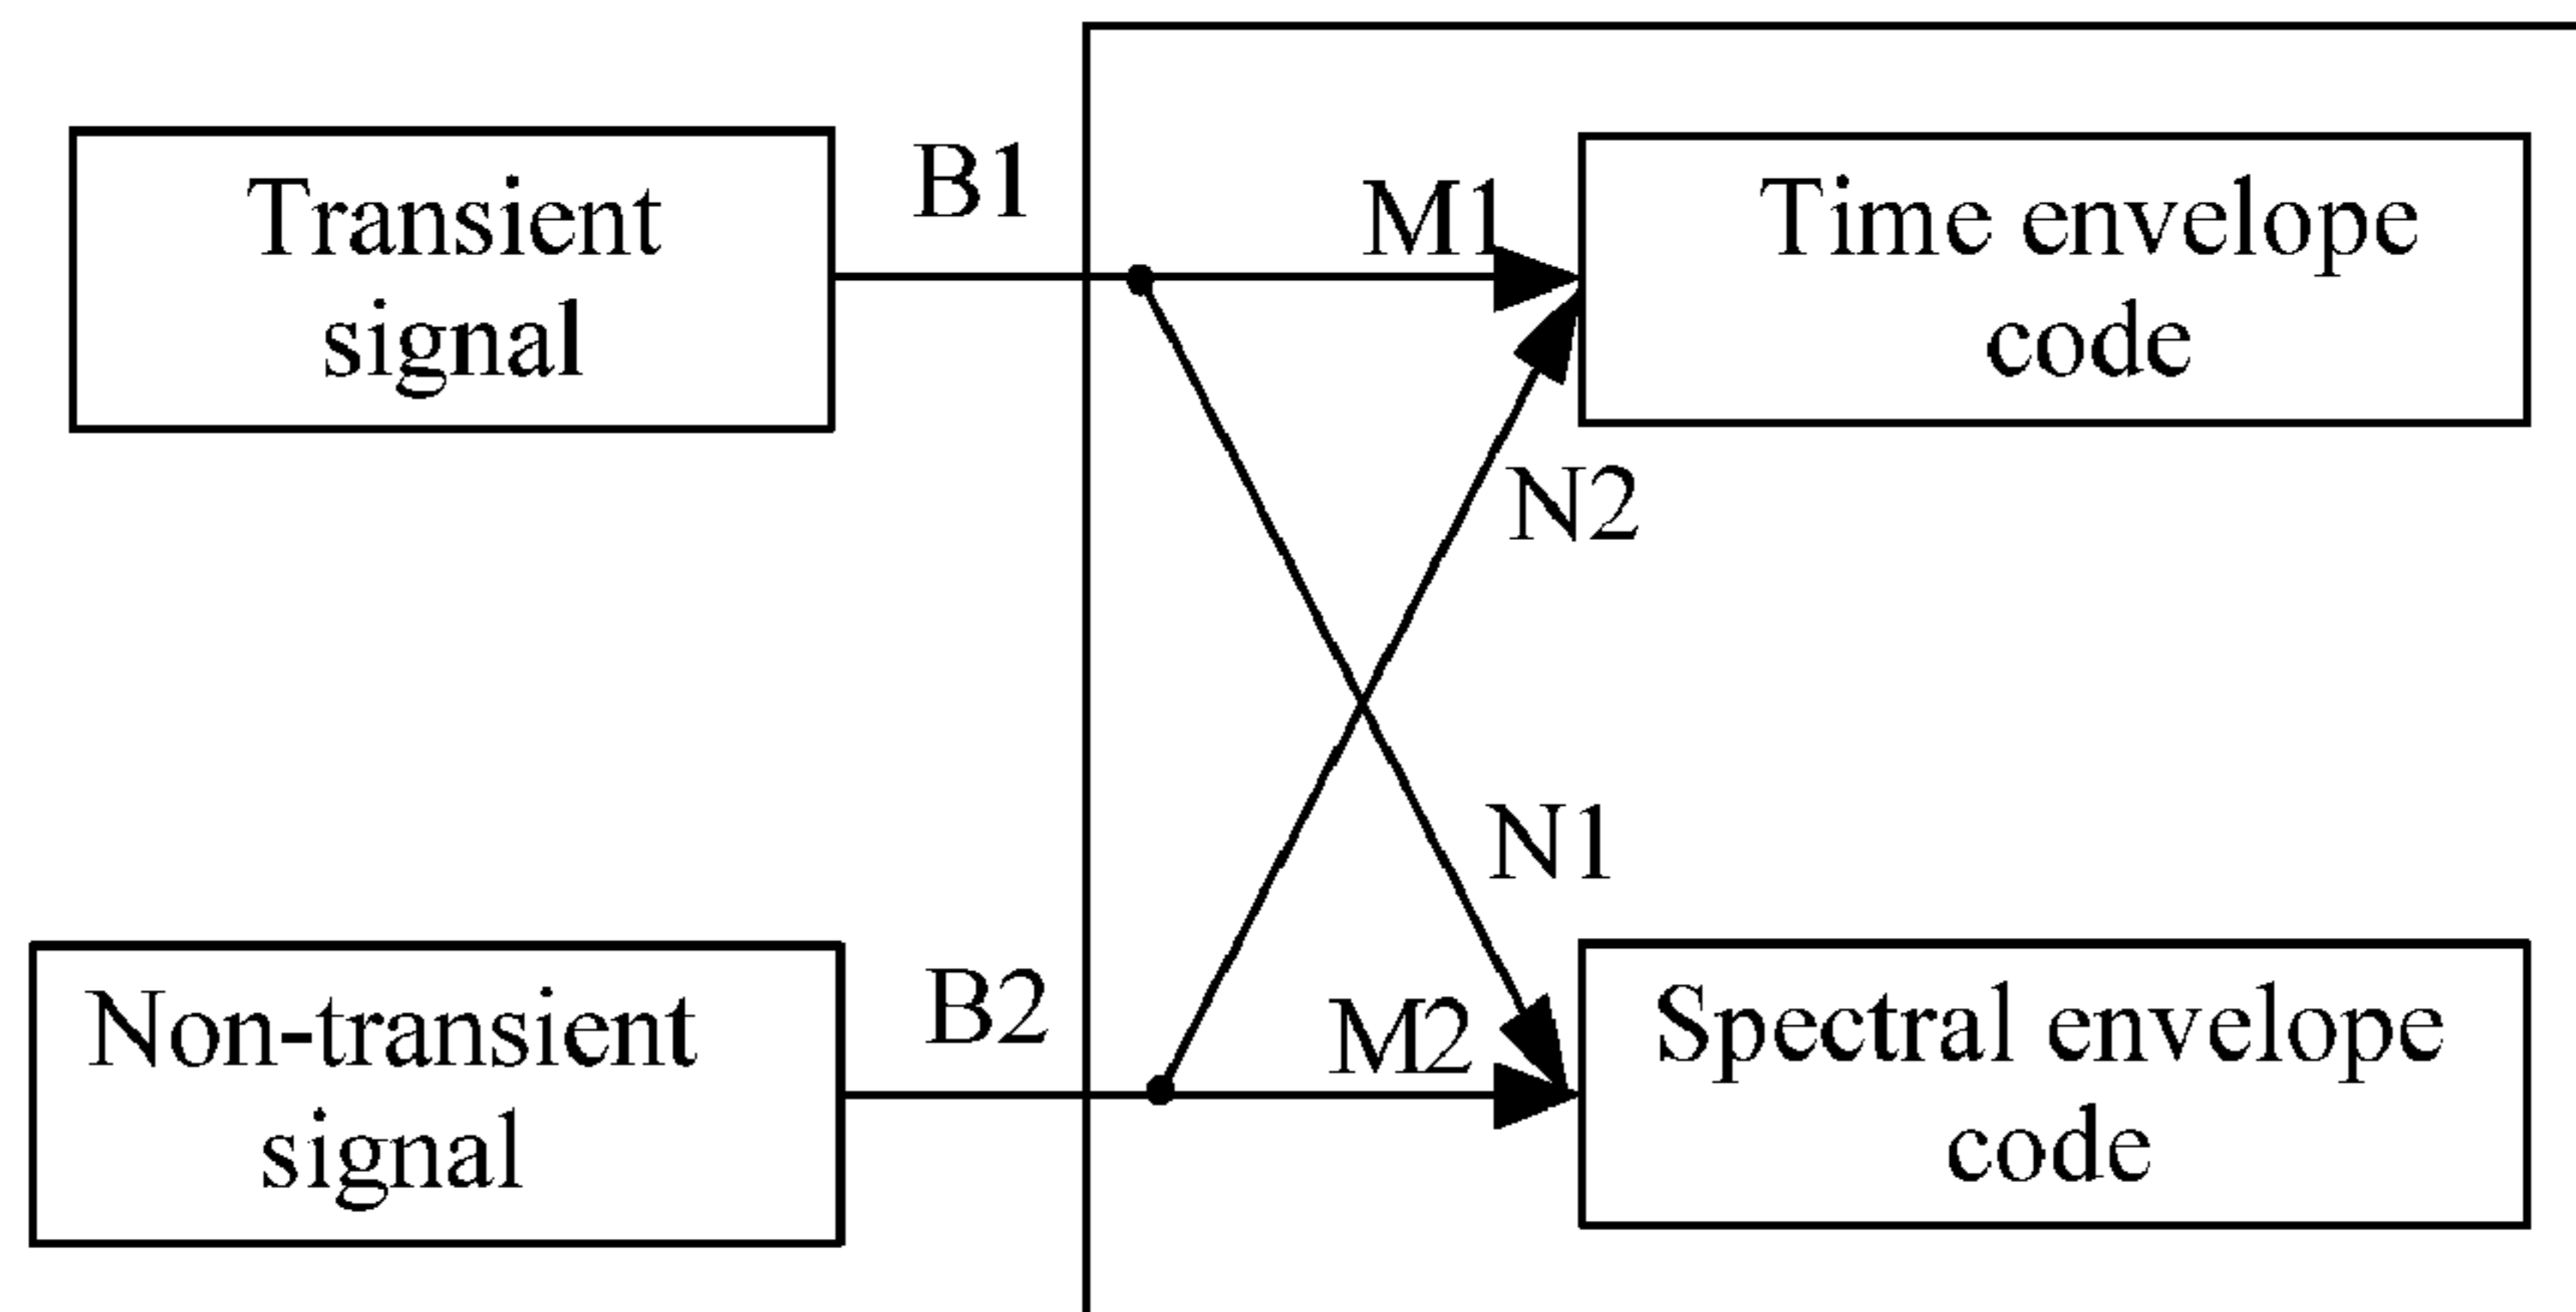 Transient
signal
B1
M1
Time envelope
code
N2
N1
Non-transient
signal
B2
M2
Spectral envelope
code